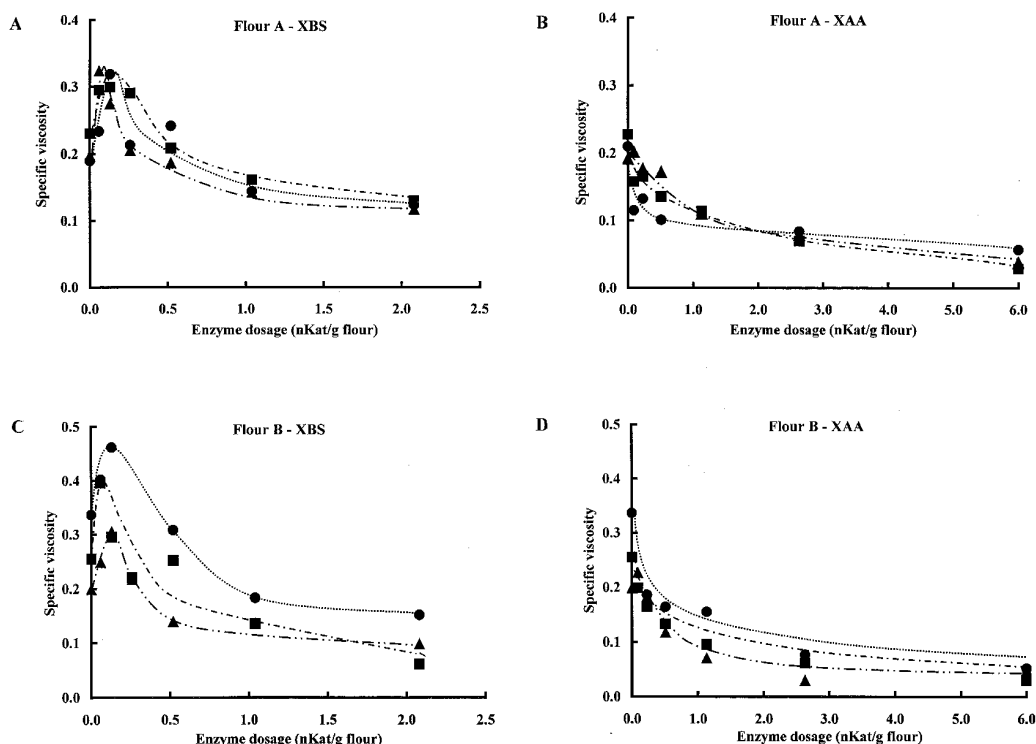 A
Flour A - XBS
0.4
0.3
0.2
0.1
0.0
Specific viscosity
0.0 0.5 1.0 1.5 2.0 2.5
Enzyme dosage (nKat/g flour)
B
Flour A - XAA
0.4
0.3
0.2
0.1
0.0
Specific viscosity
0.0 1.0 2.0 3.0 4.0 5.0 6.0
Enzyme dosage (nKat/g flour)
C
Flour B - XBS
0.5
0.4
0.3
0.2
0.1
0.0
Specific viscosity
0.0 0.5 1.0 1.5 2.0 2.5
Enzyme dosage (nKat/g flour)
D
Flour B - XAA
0.5
0.4
0.3
0.2
0.1
0.0
Specific viscosity
0.0 1.0 2.0 3.0 4.0 5.0 6.0
Enzyme dosage (nKat/g flour)